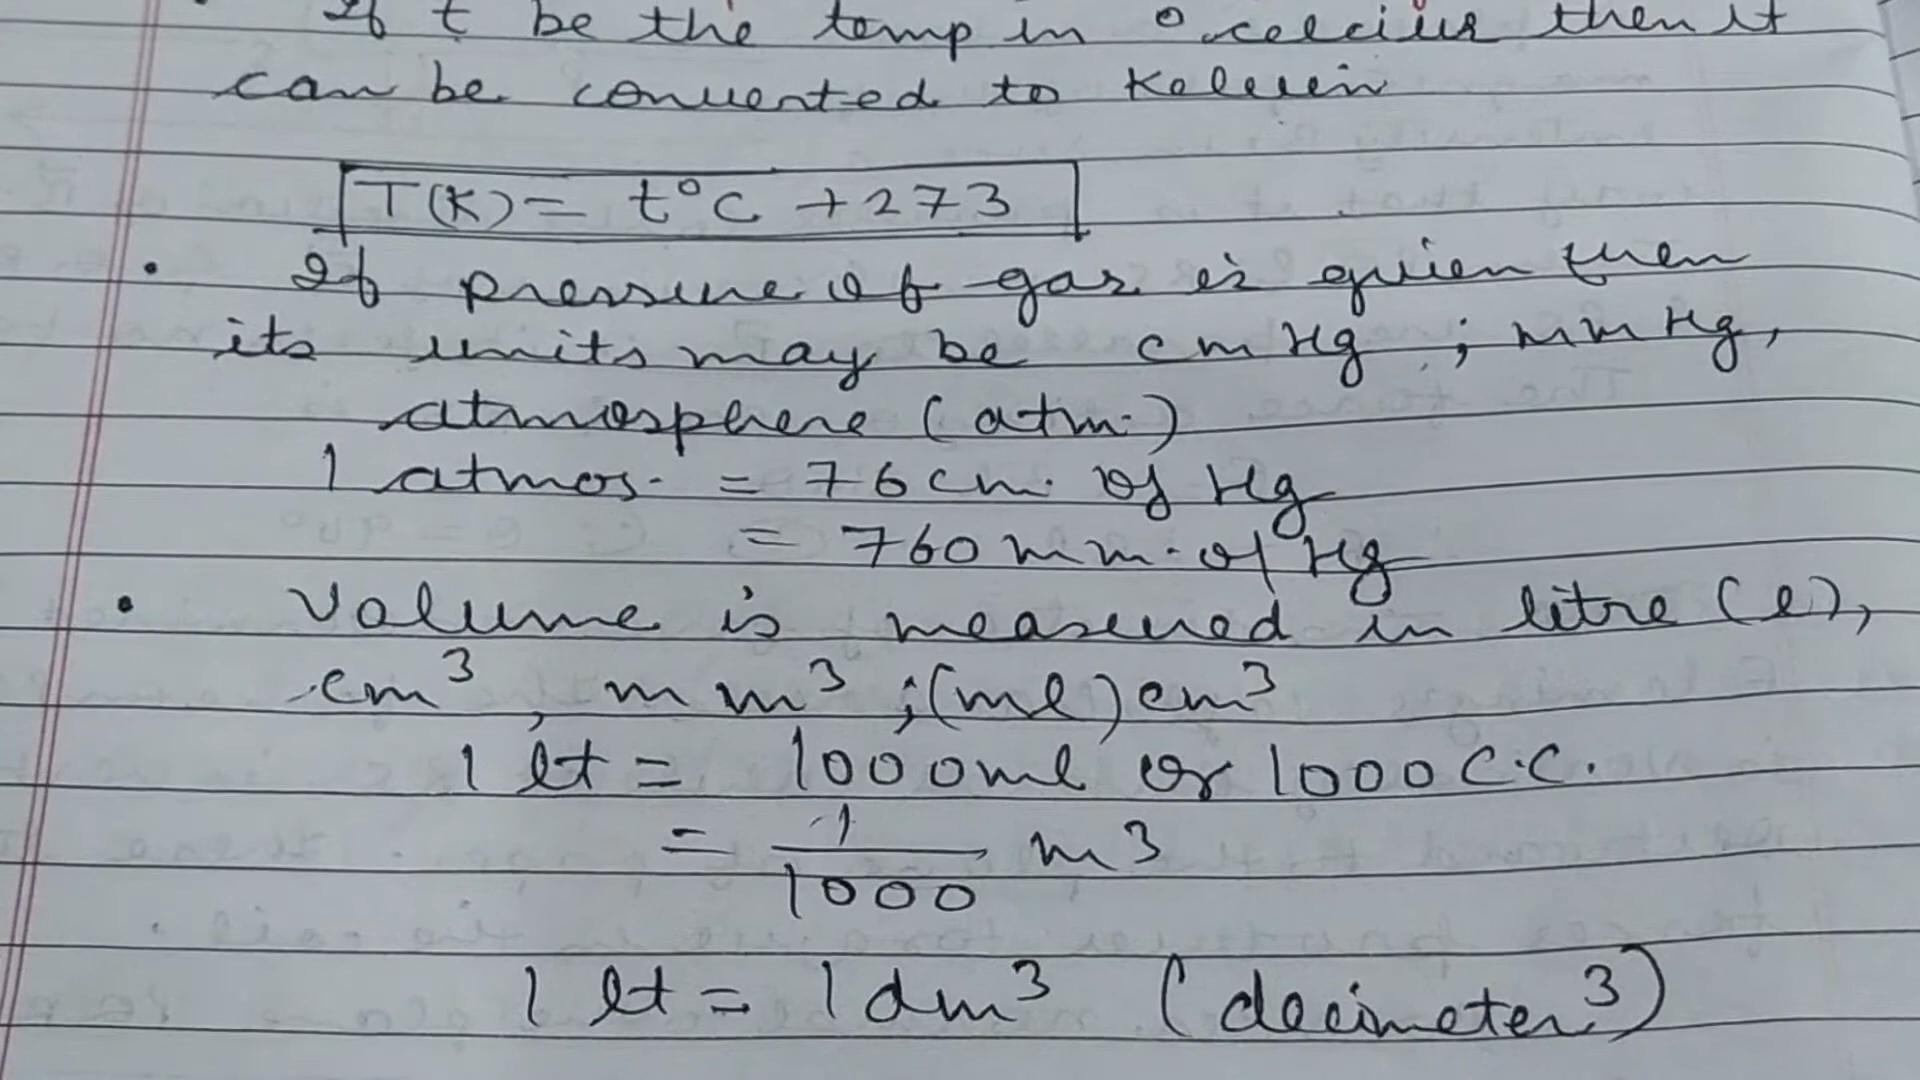 If t be the temp in ° celcius then it
can be converted to Kelvin
T(K) = t°C + 273
• If pressure of gas is given then
its units may be cm Hg ; mm Hg,
atmosphere (atm.)
1 atmos. = 76 cm. of Hg
= 760 mm. of Hg
• Volume is measured in litre (l),
cm³, mm³ ; (ml) cm³
1 lt = 1000 ml or 1000 C.C.
= 1/1000 m³
1 lt = 1 dm³ (decimeter³)